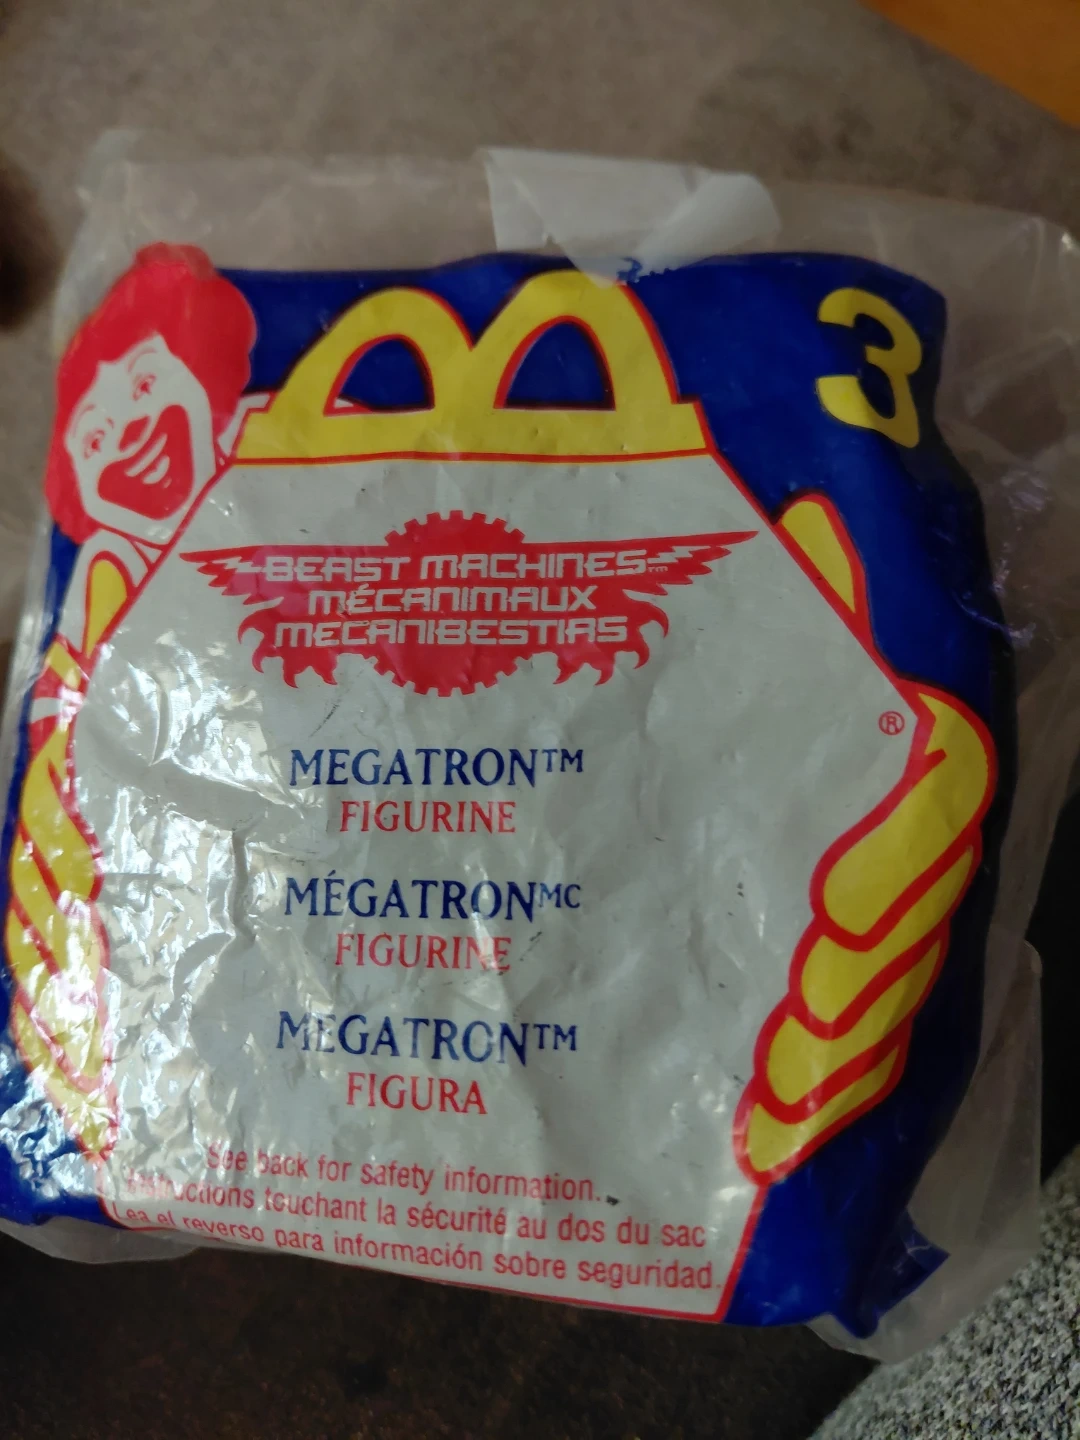 3
BEAST MACHINES™
MÉCANIMAUX
MECANIBESTIAS
®
MEGATRON™
FIGURINE
MÉGATRONMC
FIGURINE
MEGATRON™
FIGURA
See back for safety information.
Instructions touchant la sécurité au dos du sac
Lea el reverso para información sobre seguridad.